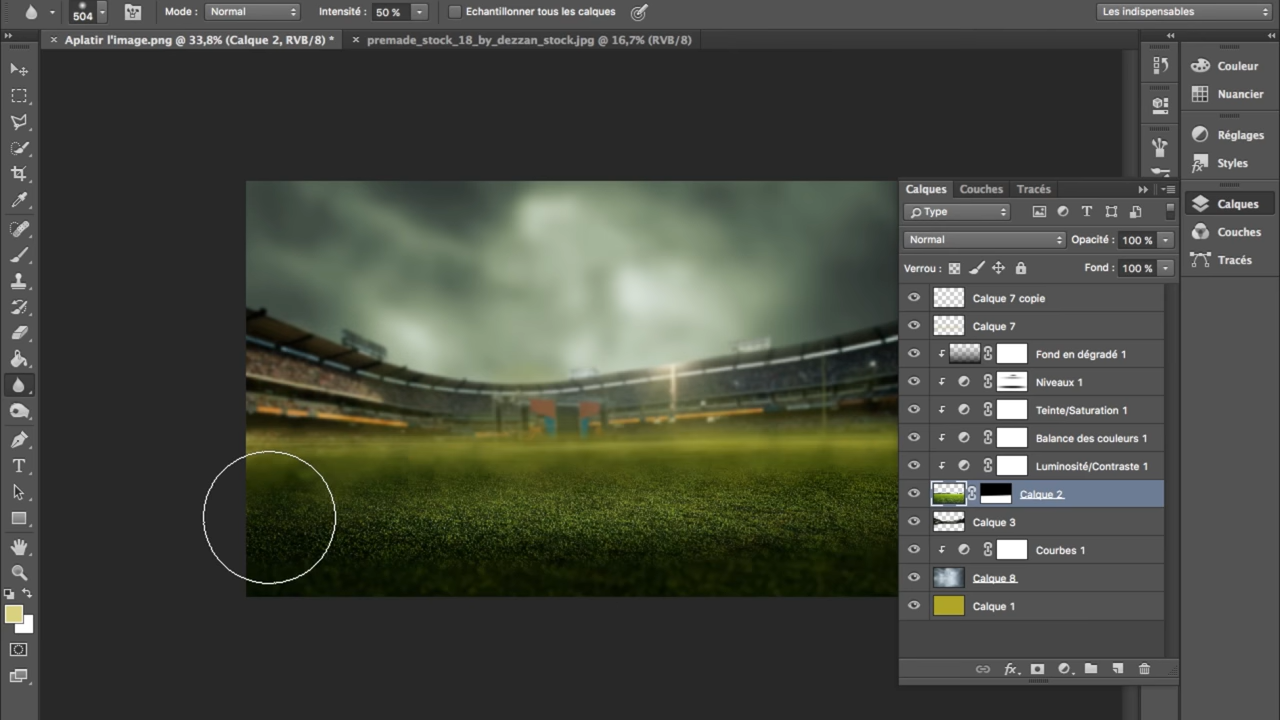 504 Mode : Normal Intensité : 50 % Echantillonner tous les calques Les indispensables
× Aplatir l'image.png @ 33,8% (Calque 2, RVB/8) * × premade_stock_18_by_dezzan_stock.jpg @ 16,7% (RVB/8)
Couleur
Nuancier
Réglages
Styles
Calques
Couches
Tracés
Calques Couches Tracés
Type
Normal Opacité : 100 %
Verrou : Fond : 100 %
Calque 7 copie
Calque 7
Fond en dégradé 1
Niveaux 1
Teinte/Saturation 1
Balance des couleurs 1
Luminosité/Contraste 1
Calque 2
Calque 3
Courbes 1
Calque 8
Calque 1
fx